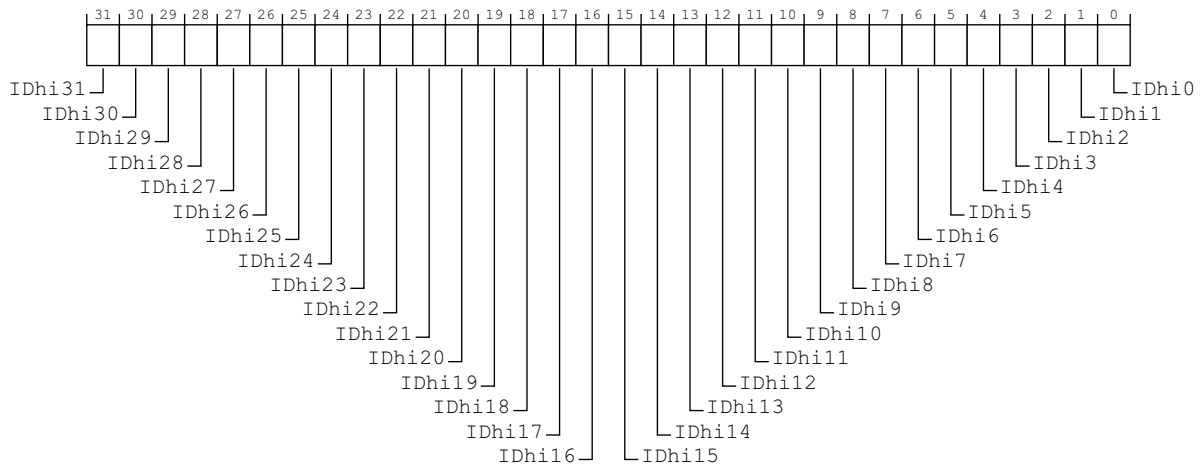 31 30 29 28 27 26 25 24 23 22 21 20 19 18 17 16 15 14 13 12 11 10 9 8 7 6 5 4 3 2 1 0
IDhi31 IDhi0
IDhi30 IDhi1
IDhi29 IDhi2
IDhi28 IDhi3
IDhi27 IDhi4
IDhi26 IDhi5
IDhi25 IDhi6
IDhi24 IDhi7
IDhi23 IDhi8
IDhi22 IDhi9
IDhi21 IDhi10
IDhi20 IDhi11
IDhi19 IDhi12
IDhi18 IDhi13
IDhi17 IDhi14
IDhi16 IDhi15